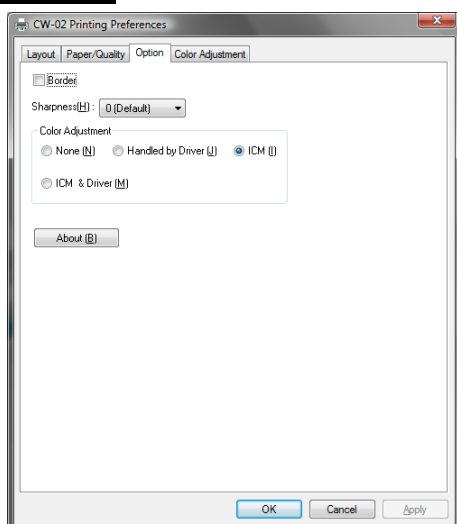 CW-02 Printing Preferences
Layout Paper/Quality Option Color Adjustment
Border
Sharpness(H) : 0 (Default)
Color Adjustment
None (N) Handled by Driver (J) ICM (I)
ICM & Driver (M)
About (B)
OK Cancel Apply